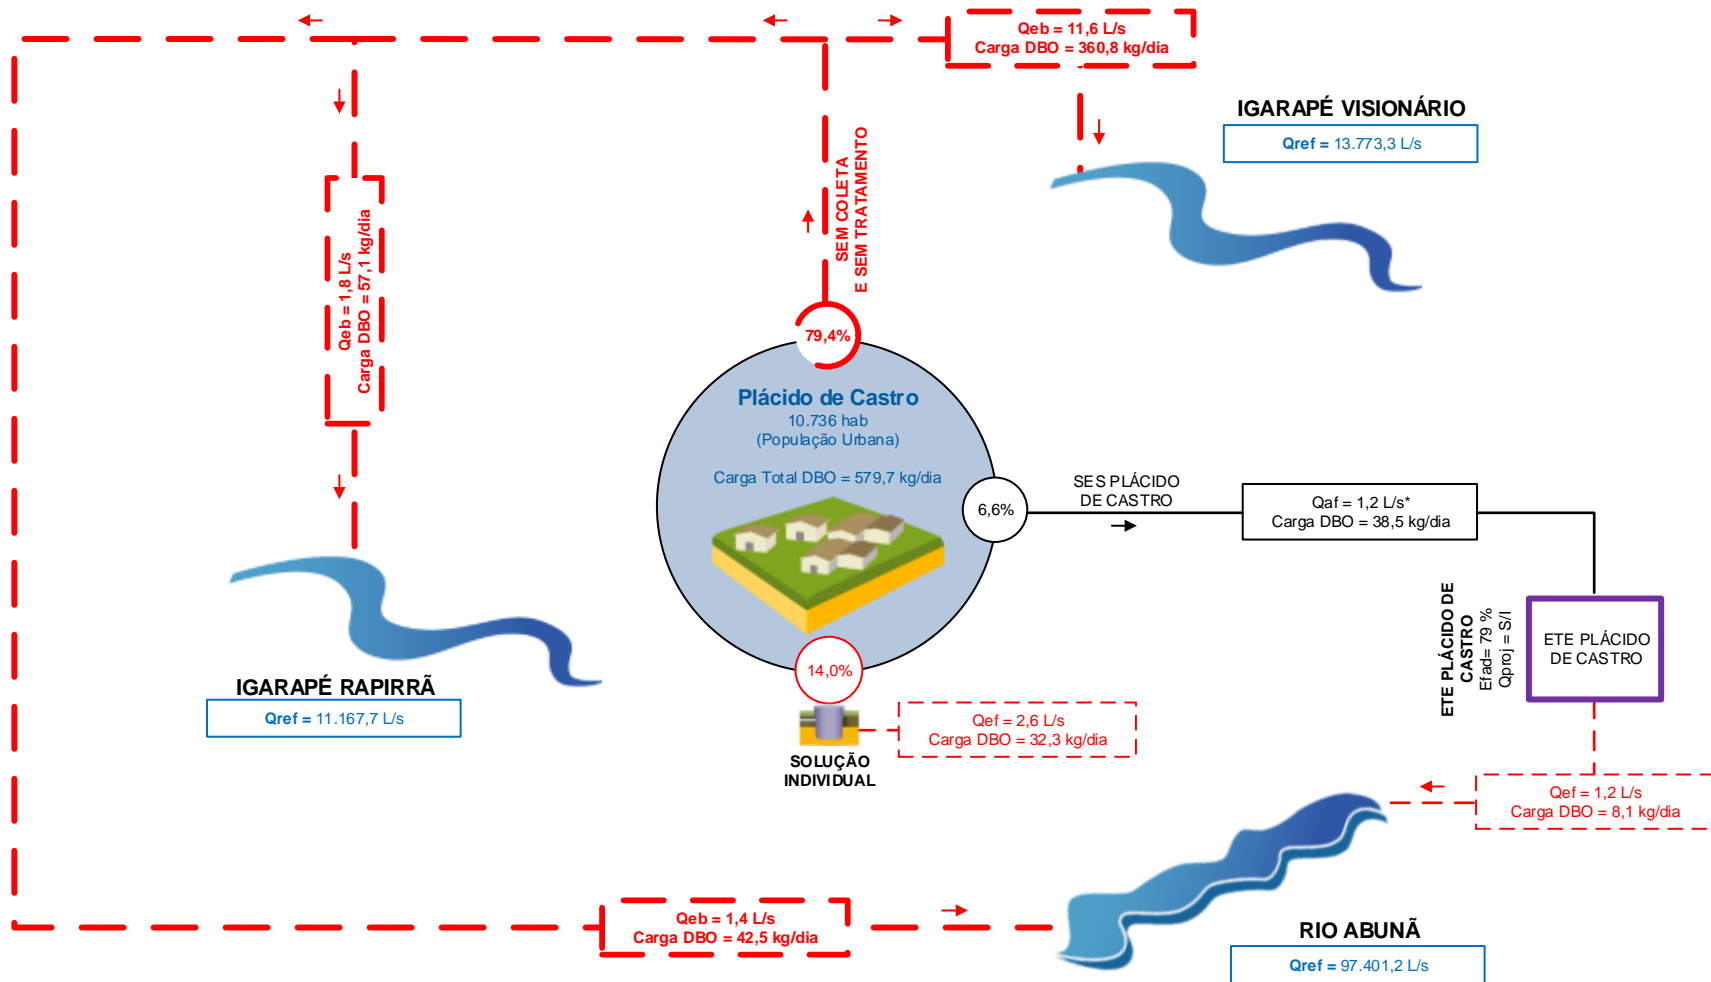 Qeb = 11,6 L/s
Carga DBO = 360,8 kg/dia
IGARAPÉ VISIONÁRIO
Qref = 13.773,3 L/s
SEM COLETA
E SEM TRATAMENTO
Qeb = 1,8 L/s
Carga DBO = 57,1 kg/dia
79,4%
Plácido de Castro
10.736 hab
(População Urbana)
Carga Total DBO = 579,7 kg/dia
6,6%
SES PLÁCIDO
DE CASTRO
Qaf = 1,2 L/s*
Carga DBO = 38,5 kg/dia
ETE PLÁCIDO DE
CASTRO
Efad= 79 %
Qproj = S/I
ETE PLÁCIDO
DE CASTRO
IGARAPÉ RAPIRRÃ
Qref = 11.167,7 L/s
14,0%
SOLUÇÃO
INDIVIDUAL
Qef = 2,6 L/s
Carga DBO = 32,3 kg/dia
Qef = 1,2 L/s
Carga DBO = 8,1 kg/dia
Qeb = 1,4 L/s
Carga DBO = 42,5 kg/dia
RIO ABUNÃ
Qref = 97.401,2 L/s